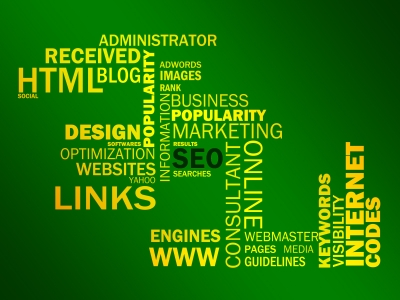 ADMINISTRATOR
RECEIVED
HTML
BLOG
SOCIAL
POPULARITY
ADWORDS
IMAGES
RANK
BUSINESS
POPULARITY
INFORMATION
MARKETING
DESIGN
SOFTWARES
OPTIMIZATION
WEBSITES
YAHOO
LINKS
RESULTS
SEO
SEARCHES
CONSULTANT
ONLINE
ENGINES
WWW
WEBMASTER
PAGES
MEDIA
GUIDELINES
KEYWORDS
VISIBILITY
INTERNET
CODES